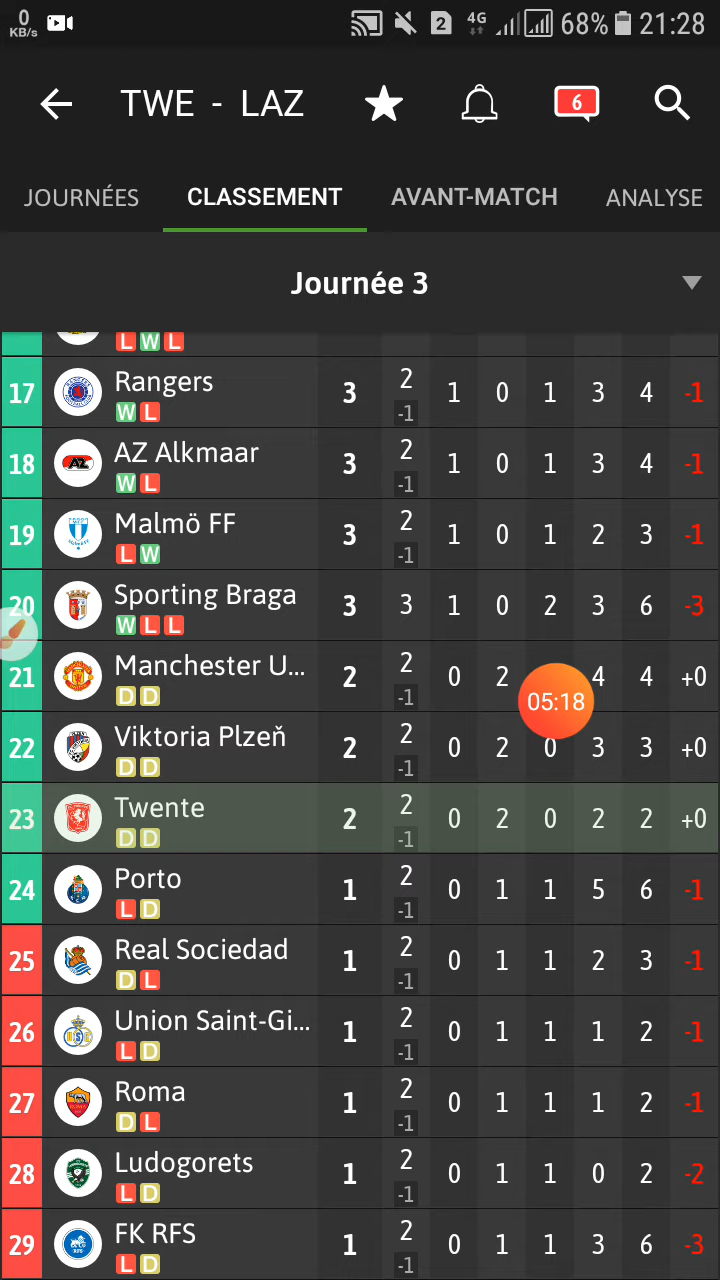 0 KB/s 2 4G 68% 21:28
TWE - LAZ 6
JOURNÉES CLASSEMENT AVANT-MATCH ANALYSE
Journée 3
L W L
17 Rangers 3 2 1 0 1 3 4 -1
W L -1
18 AZ Alkmaar 3 2 1 0 1 3 4 -1
W L -1
19 Malmö FF 3 2 1 0 1 2 3 -1
L W -1
20 Sporting Braga 3 3 1 0 2 3 6 -3
W L L
21 Manchester U... 2 2 0 2 4 4 +0
D D -1
05:18
22 Viktoria Plzeň 2 2 0 2 0 3 3 +0
D D -1
23 Twente 2 2 0 2 0 2 2 +0
D D -1
24 Porto 1 2 0 1 1 5 6 -1
L D -1
25 Real Sociedad 1 2 0 1 1 2 3 -1
D L -1
26 Union Saint-Gi... 1 2 0 1 1 1 2 -1
L D -1
27 Roma 1 2 0 1 1 1 2 -1
D L -1
28 Ludogorets 1 2 0 1 1 0 2 -2
L D -1
29 FK RFS 1 2 0 1 1 3 6 -3
L D -1